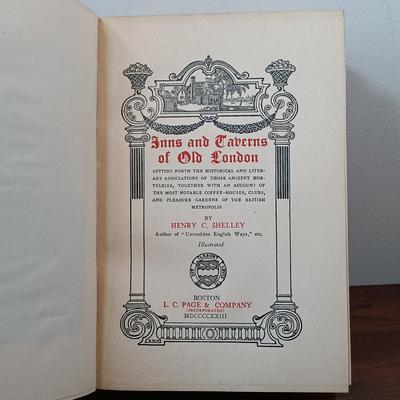 Inns and Taverns
of Old London
SETTING FORTH THE HISTORICAL AND LITER-
ARY ASSOCIATIONS OF THOSE ANCIENT HOS-
TELRIES, TOGETHER WITH AN ACCOUNT OF
THE MOST NOTABLE COFFEE-HOUSES, CLUBS,
AND PLEASURE GARDENS OF THE BRITISH
METROPOLIS
BY
HENRY C. SHELLEY
Author of "Untrodden English Ways," etc.
Illustrated
BOSTON
L. C. PAGE & COMPANY
(INCORPORATED)
MDCCCCXXIII